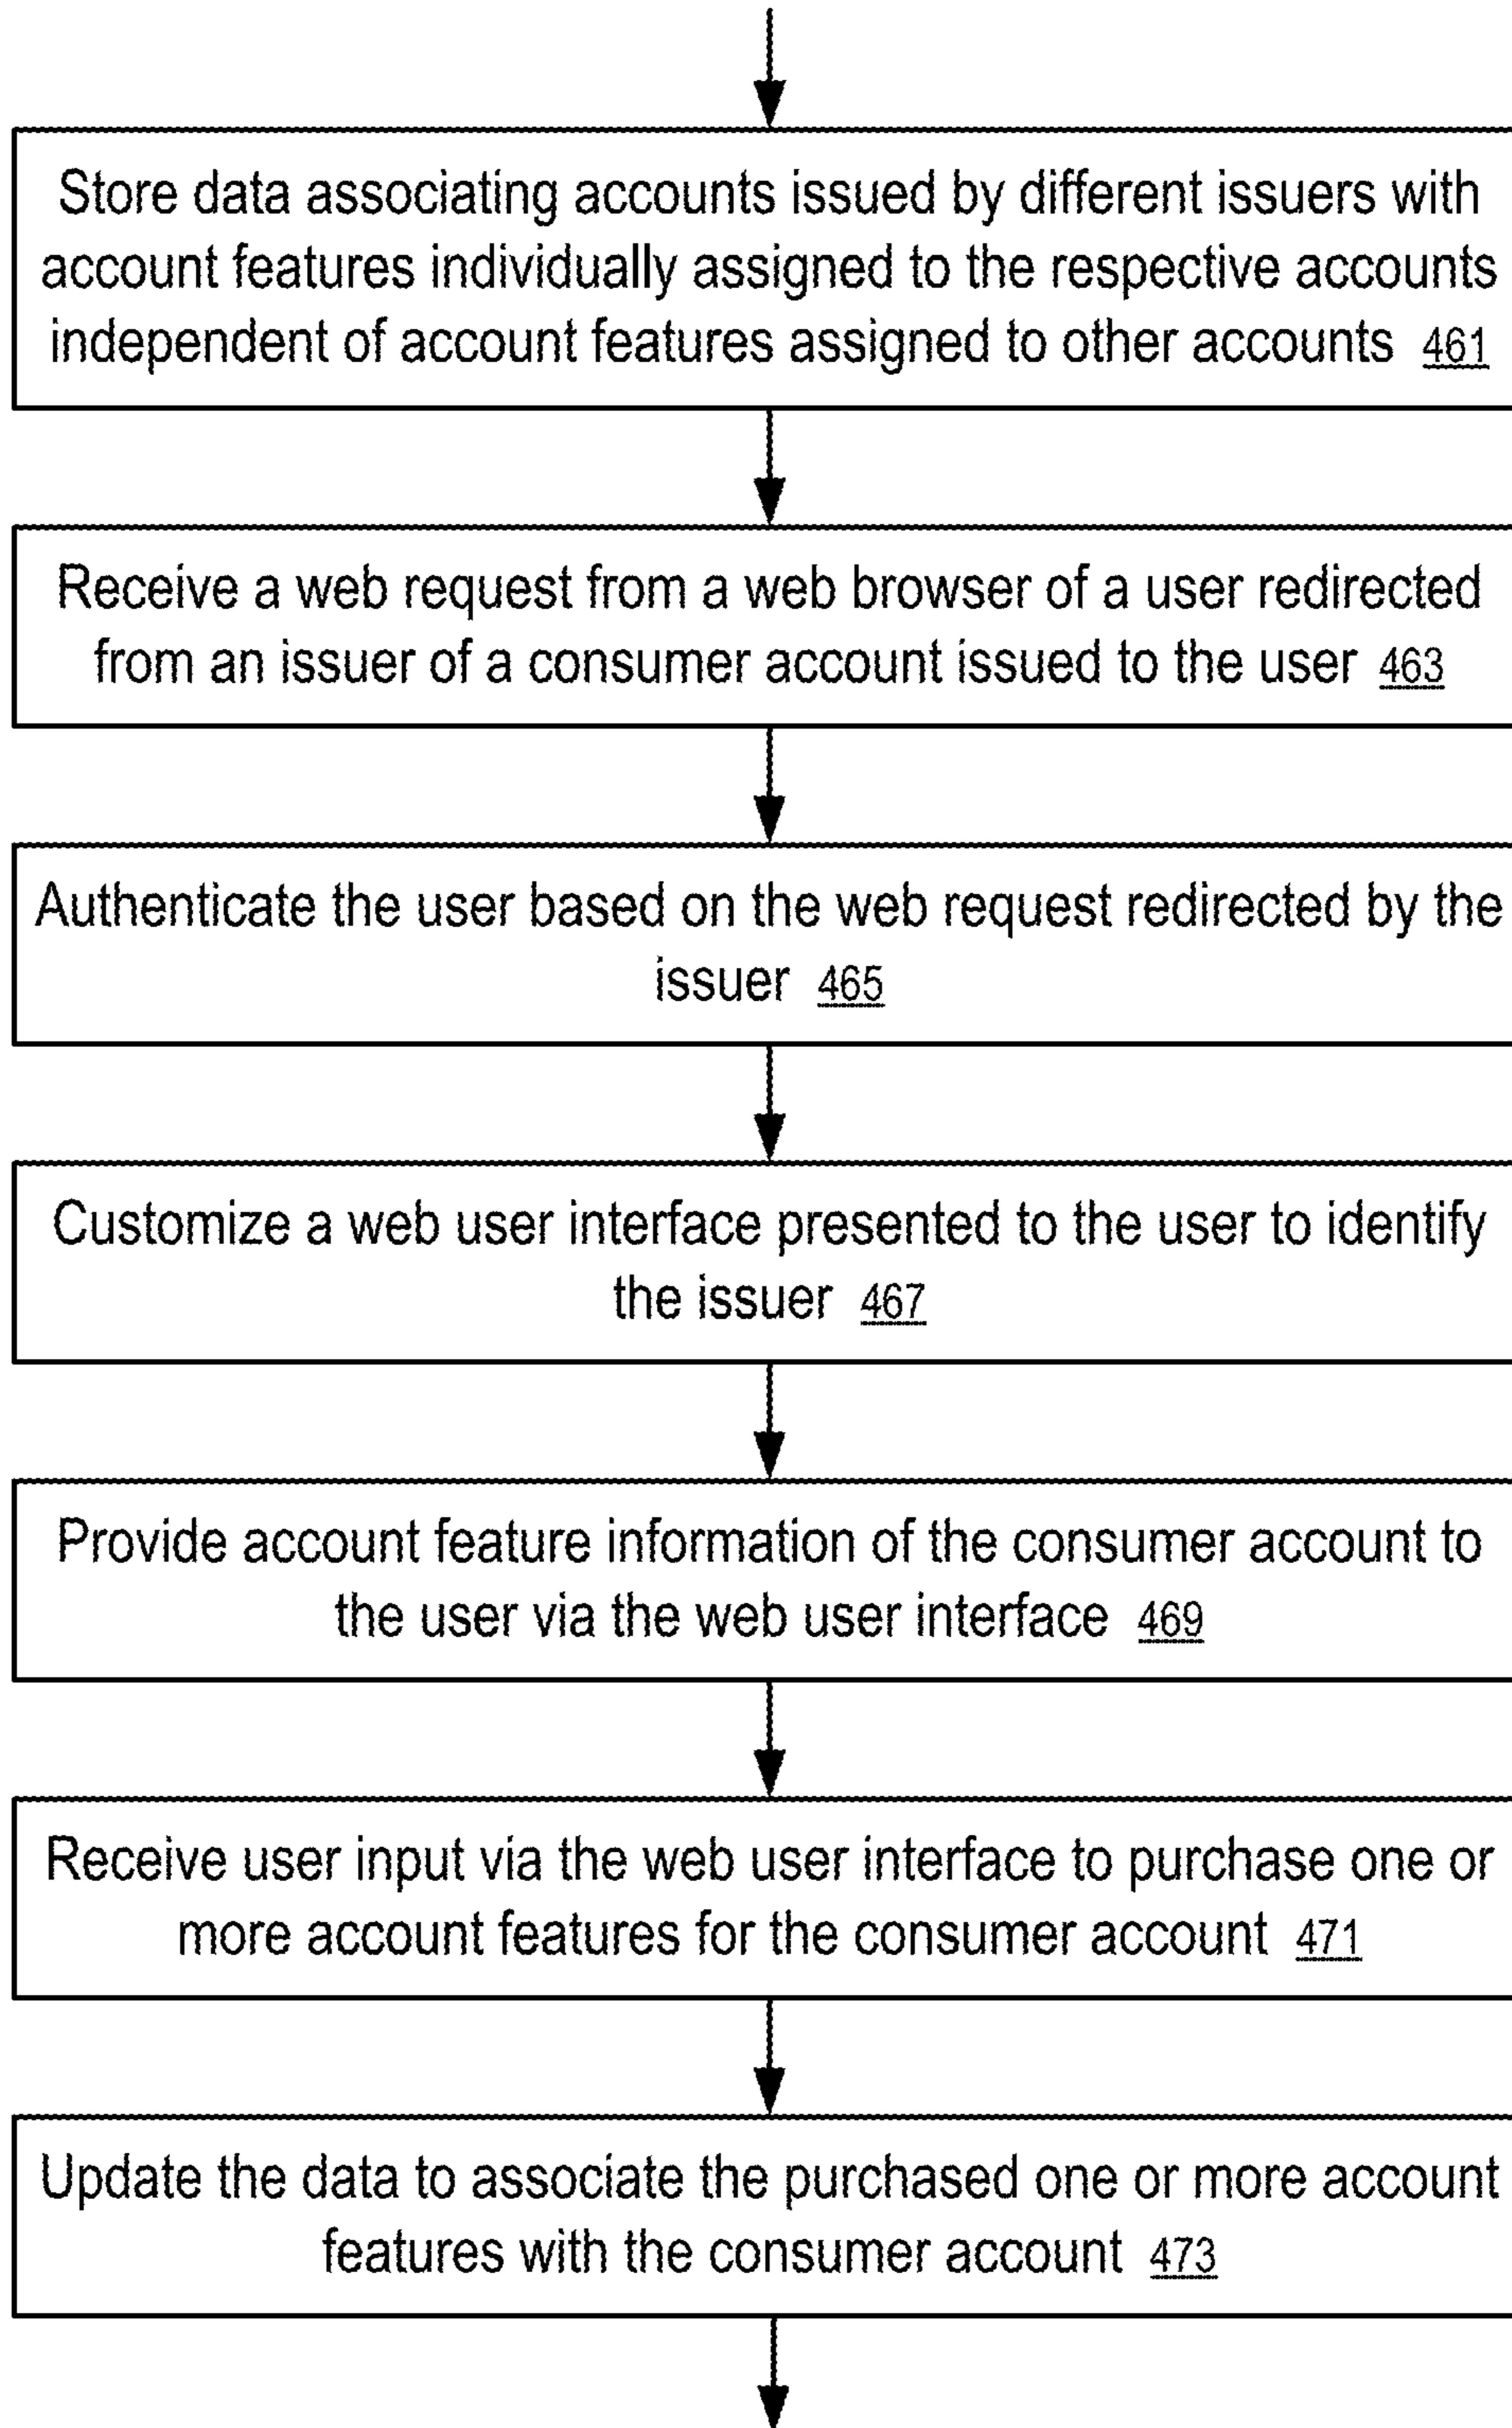 Store data associating accounts issued by different issuers with
account features individually assigned to the respective accounts
independent of account features assigned to other accounts 461
Receive a web request from a web browser of a user redirected
from an issuer of a consumer account issued to the user 463
Authenticate the user based on the web request redirected by the
issuer 465
Customize a web user interface presented to the user to identify
the issuer 467
Provide account feature information of the consumer account to
the user via the web user interface 469
Receive user input via the web user interface to purchase one or
more account features for the consumer account 471
Update the data to associate the purchased one or more account
features with the consumer account 473